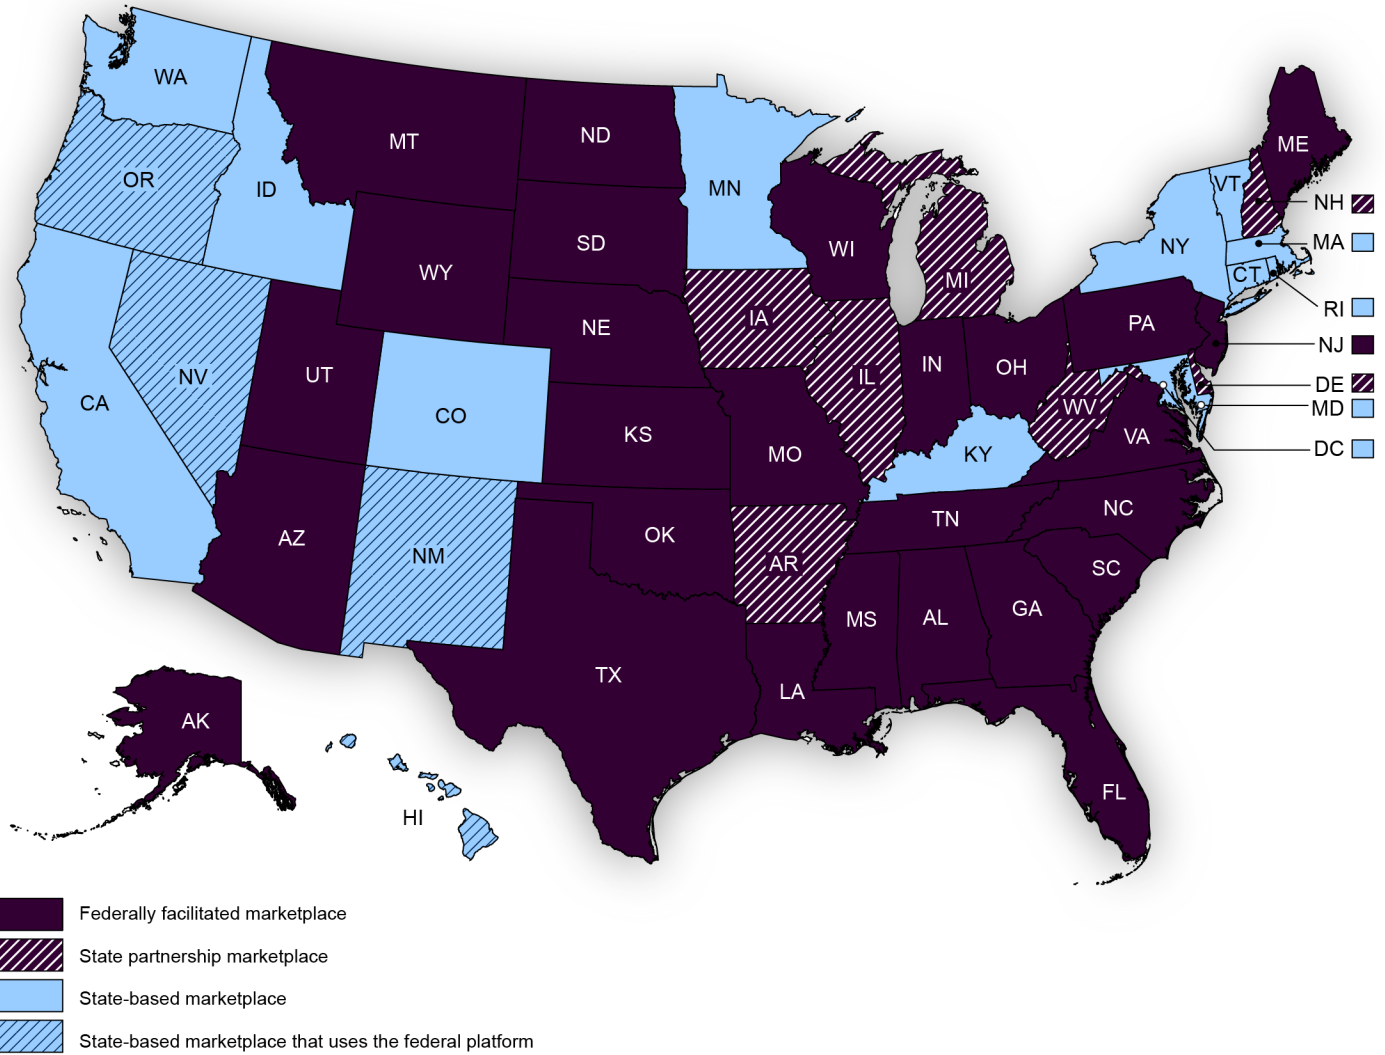 WA
MT
ND
ME
OR
ID
MN
VT
NH
SD
WI
NY
MA
WY
MI
CT
RI
NE
IA
PA
NJ
NV
UT
IL
IN
OH
DE
CA
CO
WV
MD
KS
MO
KY
VA
DC
AZ
NM
OK
AR
TN
NC
SC
MS
AL
GA
TX
LA
AK
FL
HI
Federally facilitated marketplace
State partnership marketplace
State-based marketplace
State-based marketplace that uses the federal platform